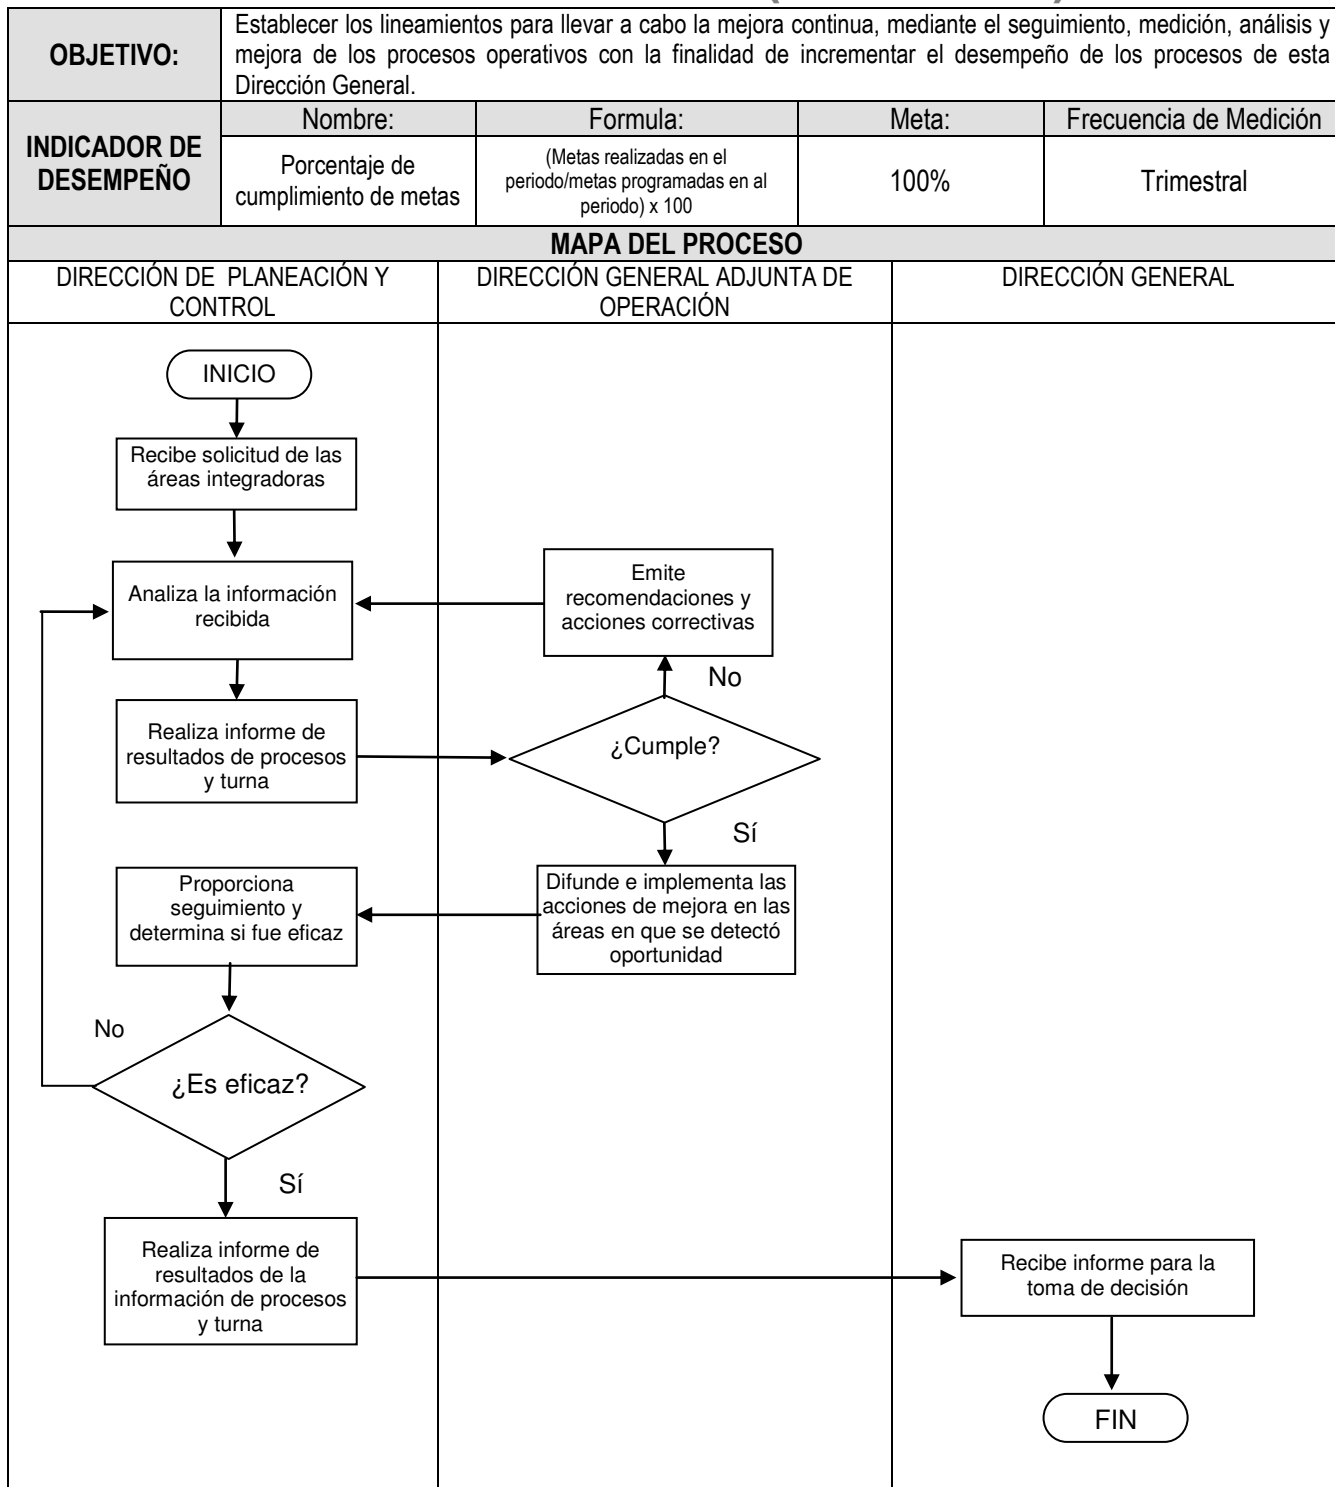 OBJETIVO:
Establecer los lineamientos para llevar a cabo la mejora continua, mediante el seguimiento, medición, análisis y
mejora de los procesos operativos con la finalidad de incrementar el desempeño de los procesos de esta
Dirección General.
INDICADOR DE
DESEMPEÑO
Nombre:
Formula:
Meta:
Frecuencia de Medición
Porcentaje de
cumplimiento de metas
(Metas realizadas en el
periodo/metas programadas en al
periodo) x 100
100%
Trimestral
MAPA DEL PROCESO
DIRECCIÓN DE PLANEACIÓN Y
CONTROL
DIRECCIÓN GENERAL ADJUNTA DE
OPERACIÓN
DIRECCIÓN GENERAL
INICIO
Recibe solicitud de las
áreas integradoras
Analiza la información
recibida
Emite
recomendaciones y
acciones correctivas
No
Realiza informe de
resultados de procesos
y turna
¿Cumple?
Sí
Proporciona
seguimiento y
determina si fue eficaz
Difunde e implementa las
acciones de mejora en las
áreas en que se detectó
oportunidad
No
¿Es eficaz?
Sí
Realiza informe de
resultados de la
información de procesos
y turna
Recibe informe para la
toma de decisión
FIN